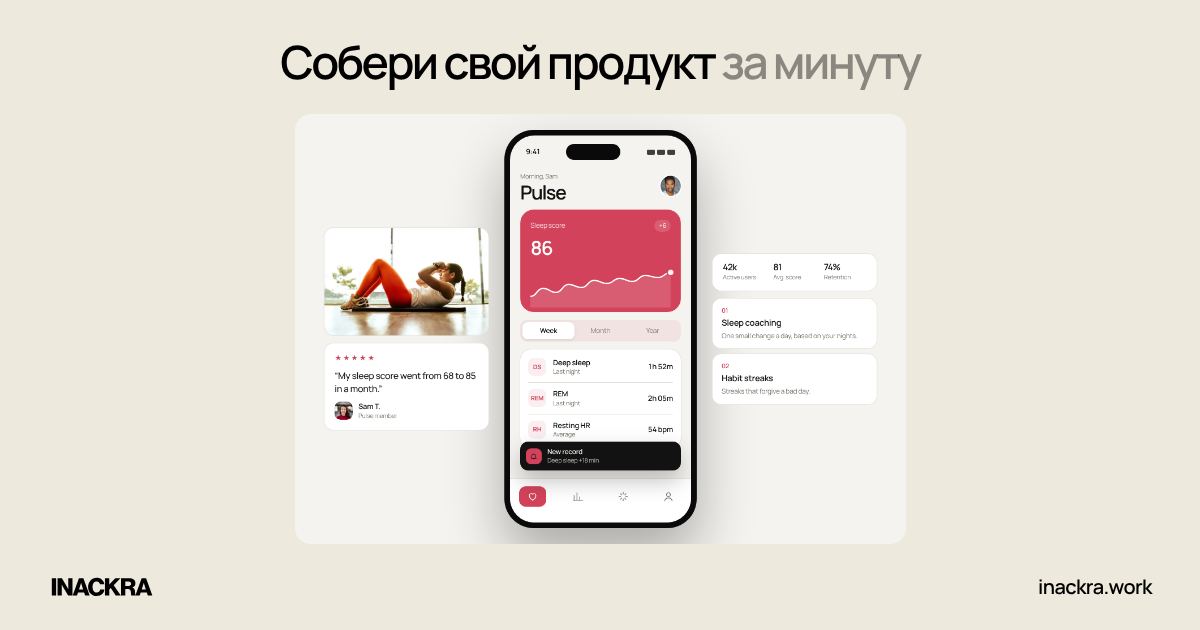 Собери свой продукт за минуту
9:41
Morning, Sam
Pulse
Sleep score
+6
86
Week
Month
Year
DS
Deep sleep
Last night
1h 52m
REM
REM
Last night
2h 05m
RH
Resting HR
Average
54 bpm
New record
Deep sleep +18 min
★★★★★
“My sleep score went from 68 to 85
in a month.”
Sam T.
Pulse member
42k
Active users
81
Avg. score
74%
Retention
01
Sleep coaching
One small change a day, based on your nights.
02
Habit streaks
Streaks that forgive a bad day.
INACKRA
inackra.work